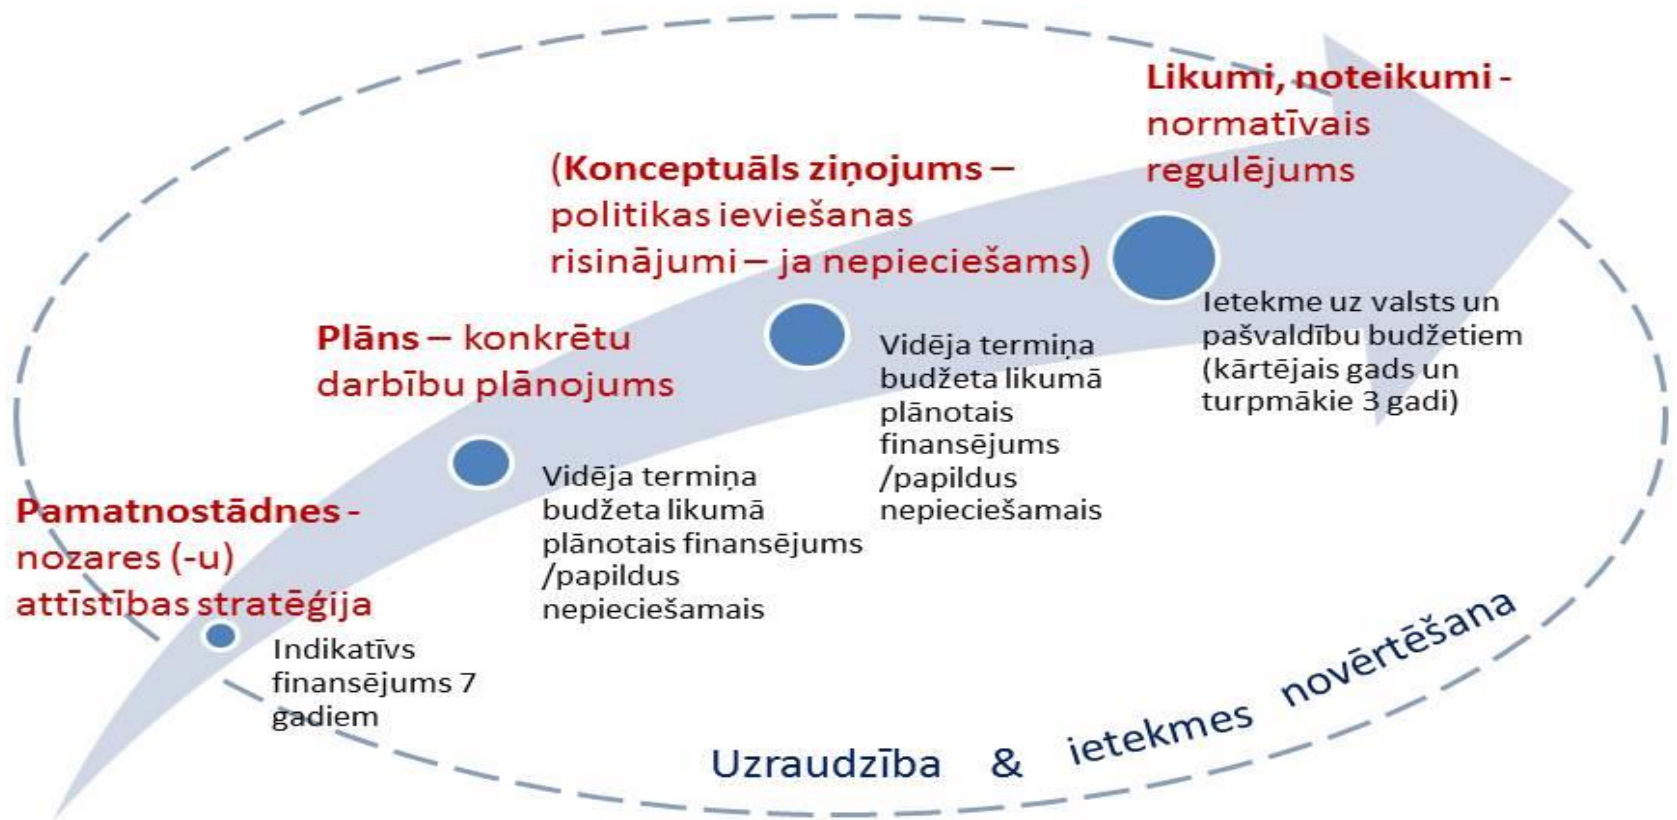 Likumi, noteikumi -
normatīvais
regulējums
(Konceptuāls ziņojums –
politikas ieviešanas
risinājumi – ja nepieciešams)
Ietekme uz valsts un
pašvaldību budžetiem
(kārtējais gads un
turpmākie 3 gadi)
Plāns – konkrētu
darbību plānojums
Vidēja termiņa
budžeta likumā
plānotais
finansējums
/papildus
nepieciešamais
Vidēja termiņa
budžeta likumā
plānotais finansējums
/papildus
nepieciešamais
Pamatnostādnes -
nozares (-u)
attīstības stratēģija
Indikatīvs
finansējums 7
gadiem
Uzraudzība & ietekmes novērtēšana